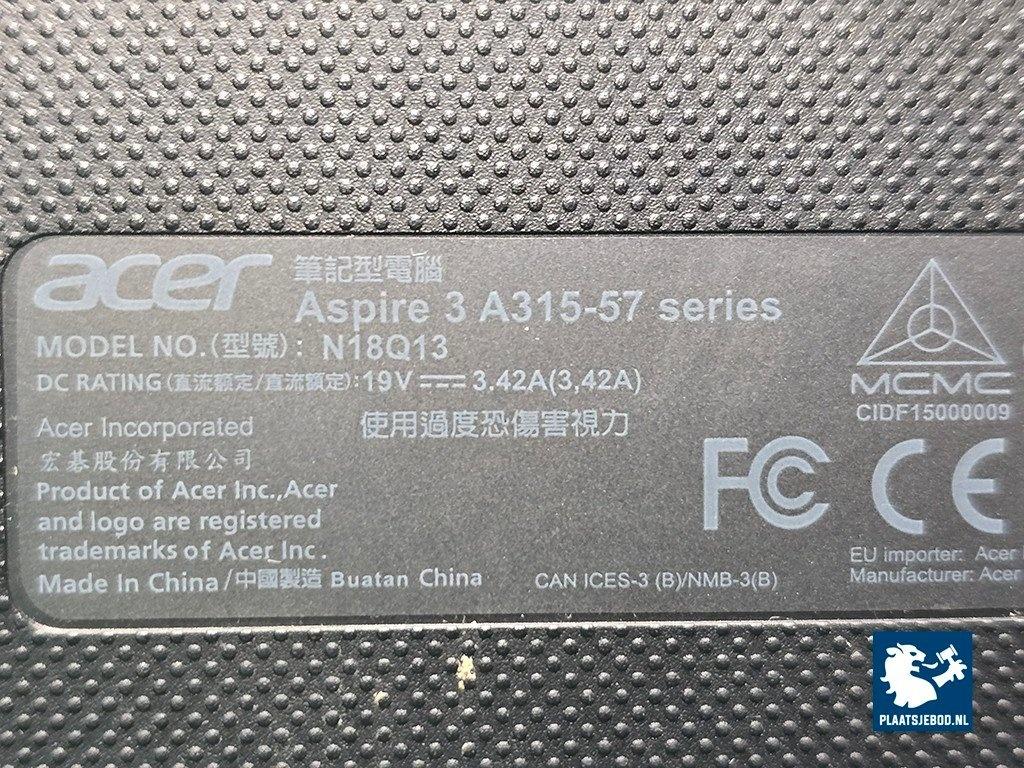 acer 筆記型電腦
Aspire 3 A315-57 series
MODEL NO.(型號): N18Q13
DC RATING(直流額定/直流額定):19V ⎓ 3.42A(3,42A)
Acer Incorporated 使用過度恐傷害視力
宏碁股份有限公司
Product of Acer Inc.,Acer
and logo are registered
trademarks of Acer Inc.
Made In China/中國製造 Buatan China
CAN ICES-3 (B)/NMB-3(B)
MCMC
CIDF15000009
FC CE
EU importer: Acer
Manufacturer: Acer
PLAATSJEBOD.NL